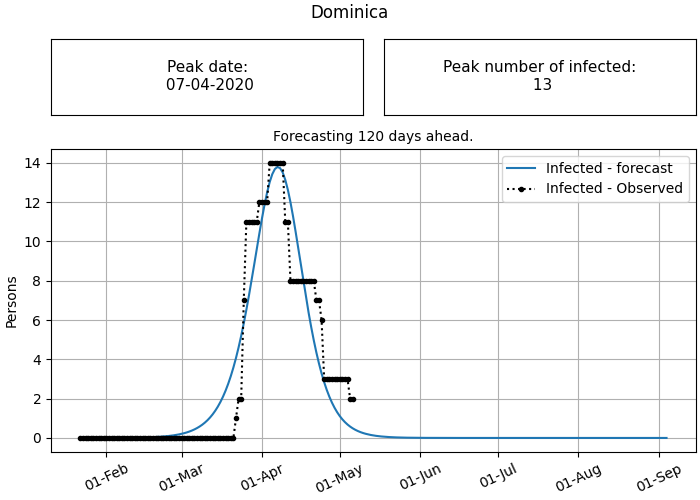 Dominica
Peak date:
07-04-2020
Peak number of infected:
13
Forecasting 120 days ahead.
Infected - forecast
Infected - Observed
Persons
14
12
10
8
6
4
2
0
01-Feb
01-Mar
01-Apr
01-May
01-Jun
01-Jul
01-Aug
01-Sep